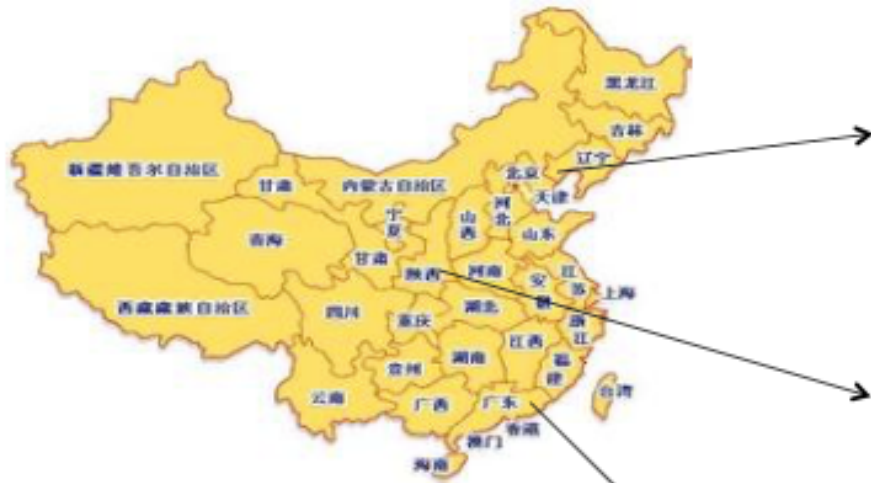 黑龙江
吉林
辽宁
新疆维吾尔自治区
甘肃
内蒙古自治区
北京
天津
宁夏
山西
河北
青海
山东
甘肃
陕西
河南
江苏
安徽
上海
西藏藏族自治区
四川
重庆
湖北
浙江
江西
湖南
贵州
福建
云南
广西
广东
台湾
香港
澳门
海南